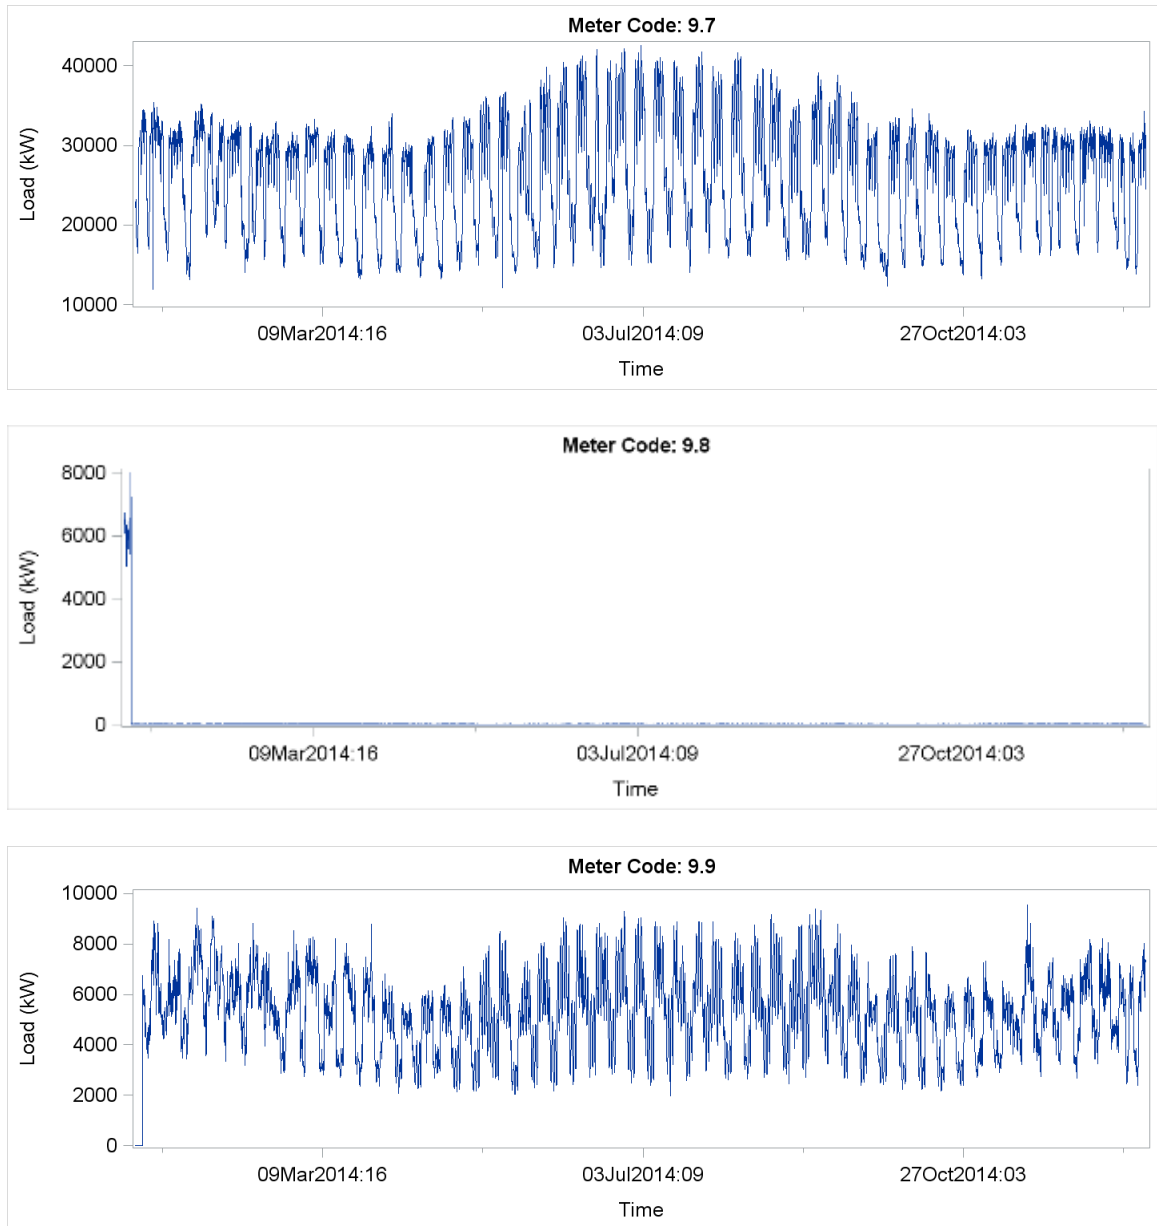 Meter Code: 9.7
40000
30000
20000
10000
Load (kW)
09Mar2014:16 03Jul2014:09 27Oct2014:03
Time
Meter Code: 9.8
8000
6000
4000
2000
0
Load (kW)
09Mar2014:16 03Jul2014:09 27Oct2014:03
Time
Meter Code: 9.9
10000
8000
6000
4000
2000
0
Load (kW)
09Mar2014:16 03Jul2014:09 27Oct2014:03
Time